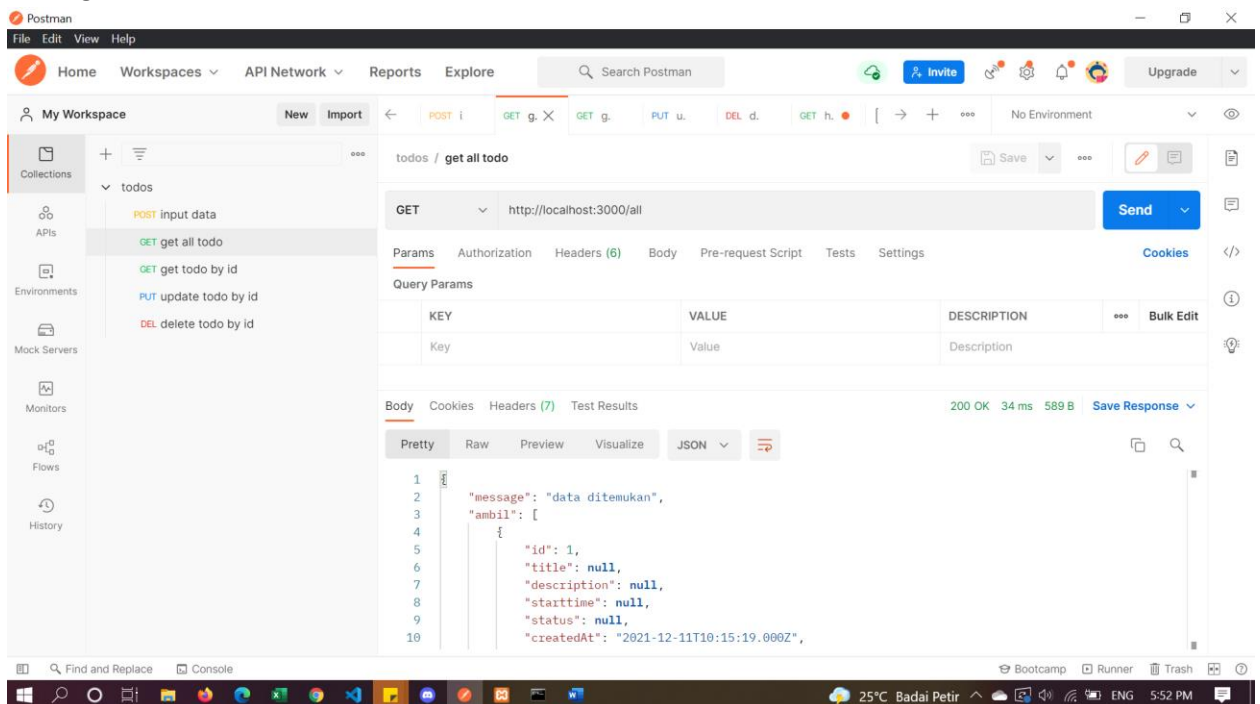 Postman
File Edit View Help
Home Workspaces API Network Reports Explore Search Postman Invite Upgrade
My Workspace New Import POST i GET g. GET g. PUT u. DEL d. GET h. No Environment
Collections
APIs
Environments
Mock Servers
Monitors
Flows
History
todos
POST input data
GET get all todo
GET get todo by id
PUT update todo by id
DEL delete todo by id
todos / get all todo Save
GET http://localhost:3000/all Send
Params Authorization Headers (6) Body Pre-request Script Tests Settings Cookies
Query Params
KEY VALUE DESCRIPTION Bulk Edit
Key Value Description
Body Cookies Headers (7) Test Results 200 OK 34 ms 589 B Save Response
Pretty Raw Preview Visualize JSON
1 {
2 "message": "data ditemukan",
3 "ambil": [
4 {
5 "id": 1,
6 "title": null,
7 "description": null,
8 "starttime": null,
9 "status": null,
10 "createdAt": "2021-12-11T10:15:19.000Z",
Find and Replace Console Bootcamp Runner Trash
25°C Badai Petir ENG 5:52 PM